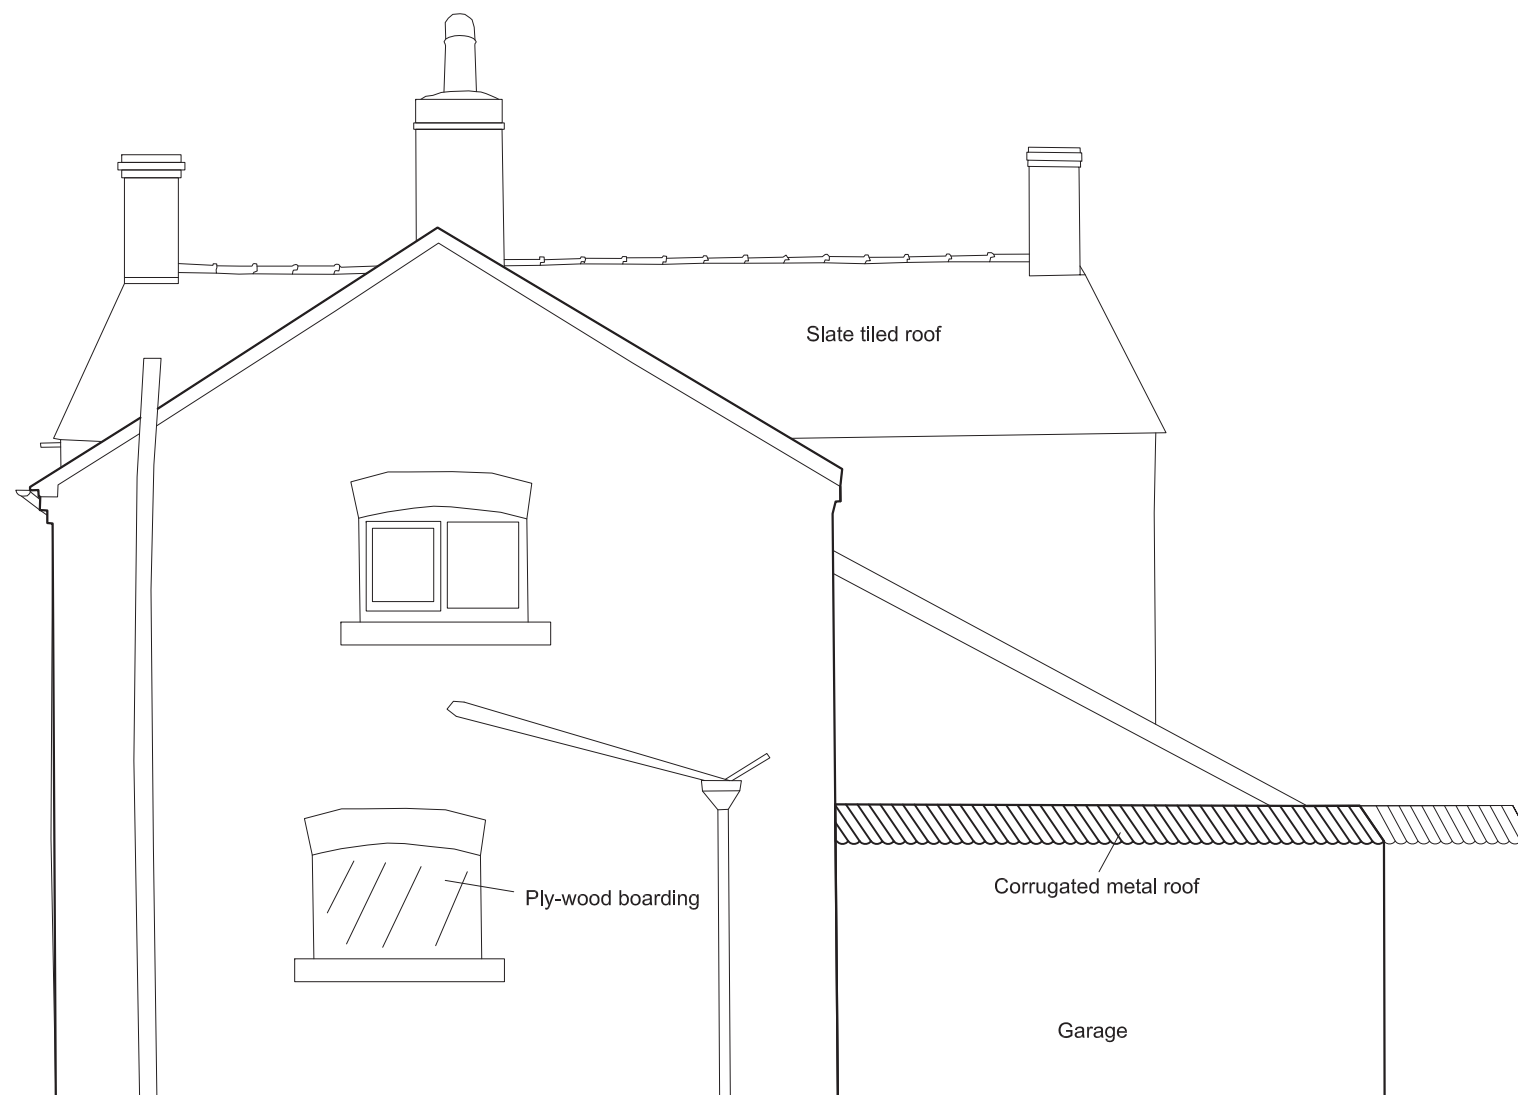 Slate tiled roof
Corrugated metal roof
Ply-wood boarding
Garage